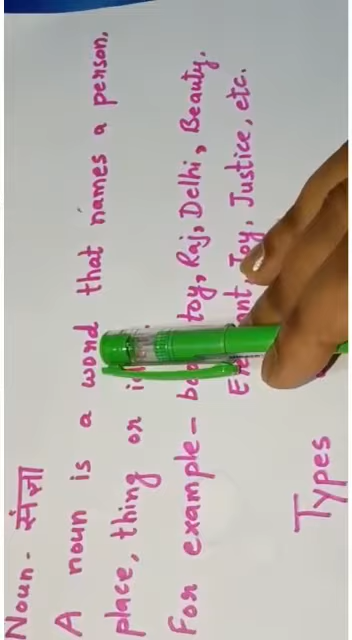 Noun - संज्ञा
A noun is a word that names a person,
place, thing or
For example - toy, Raj, Delhi, Beauty,
Joy, Justice, etc.
Types